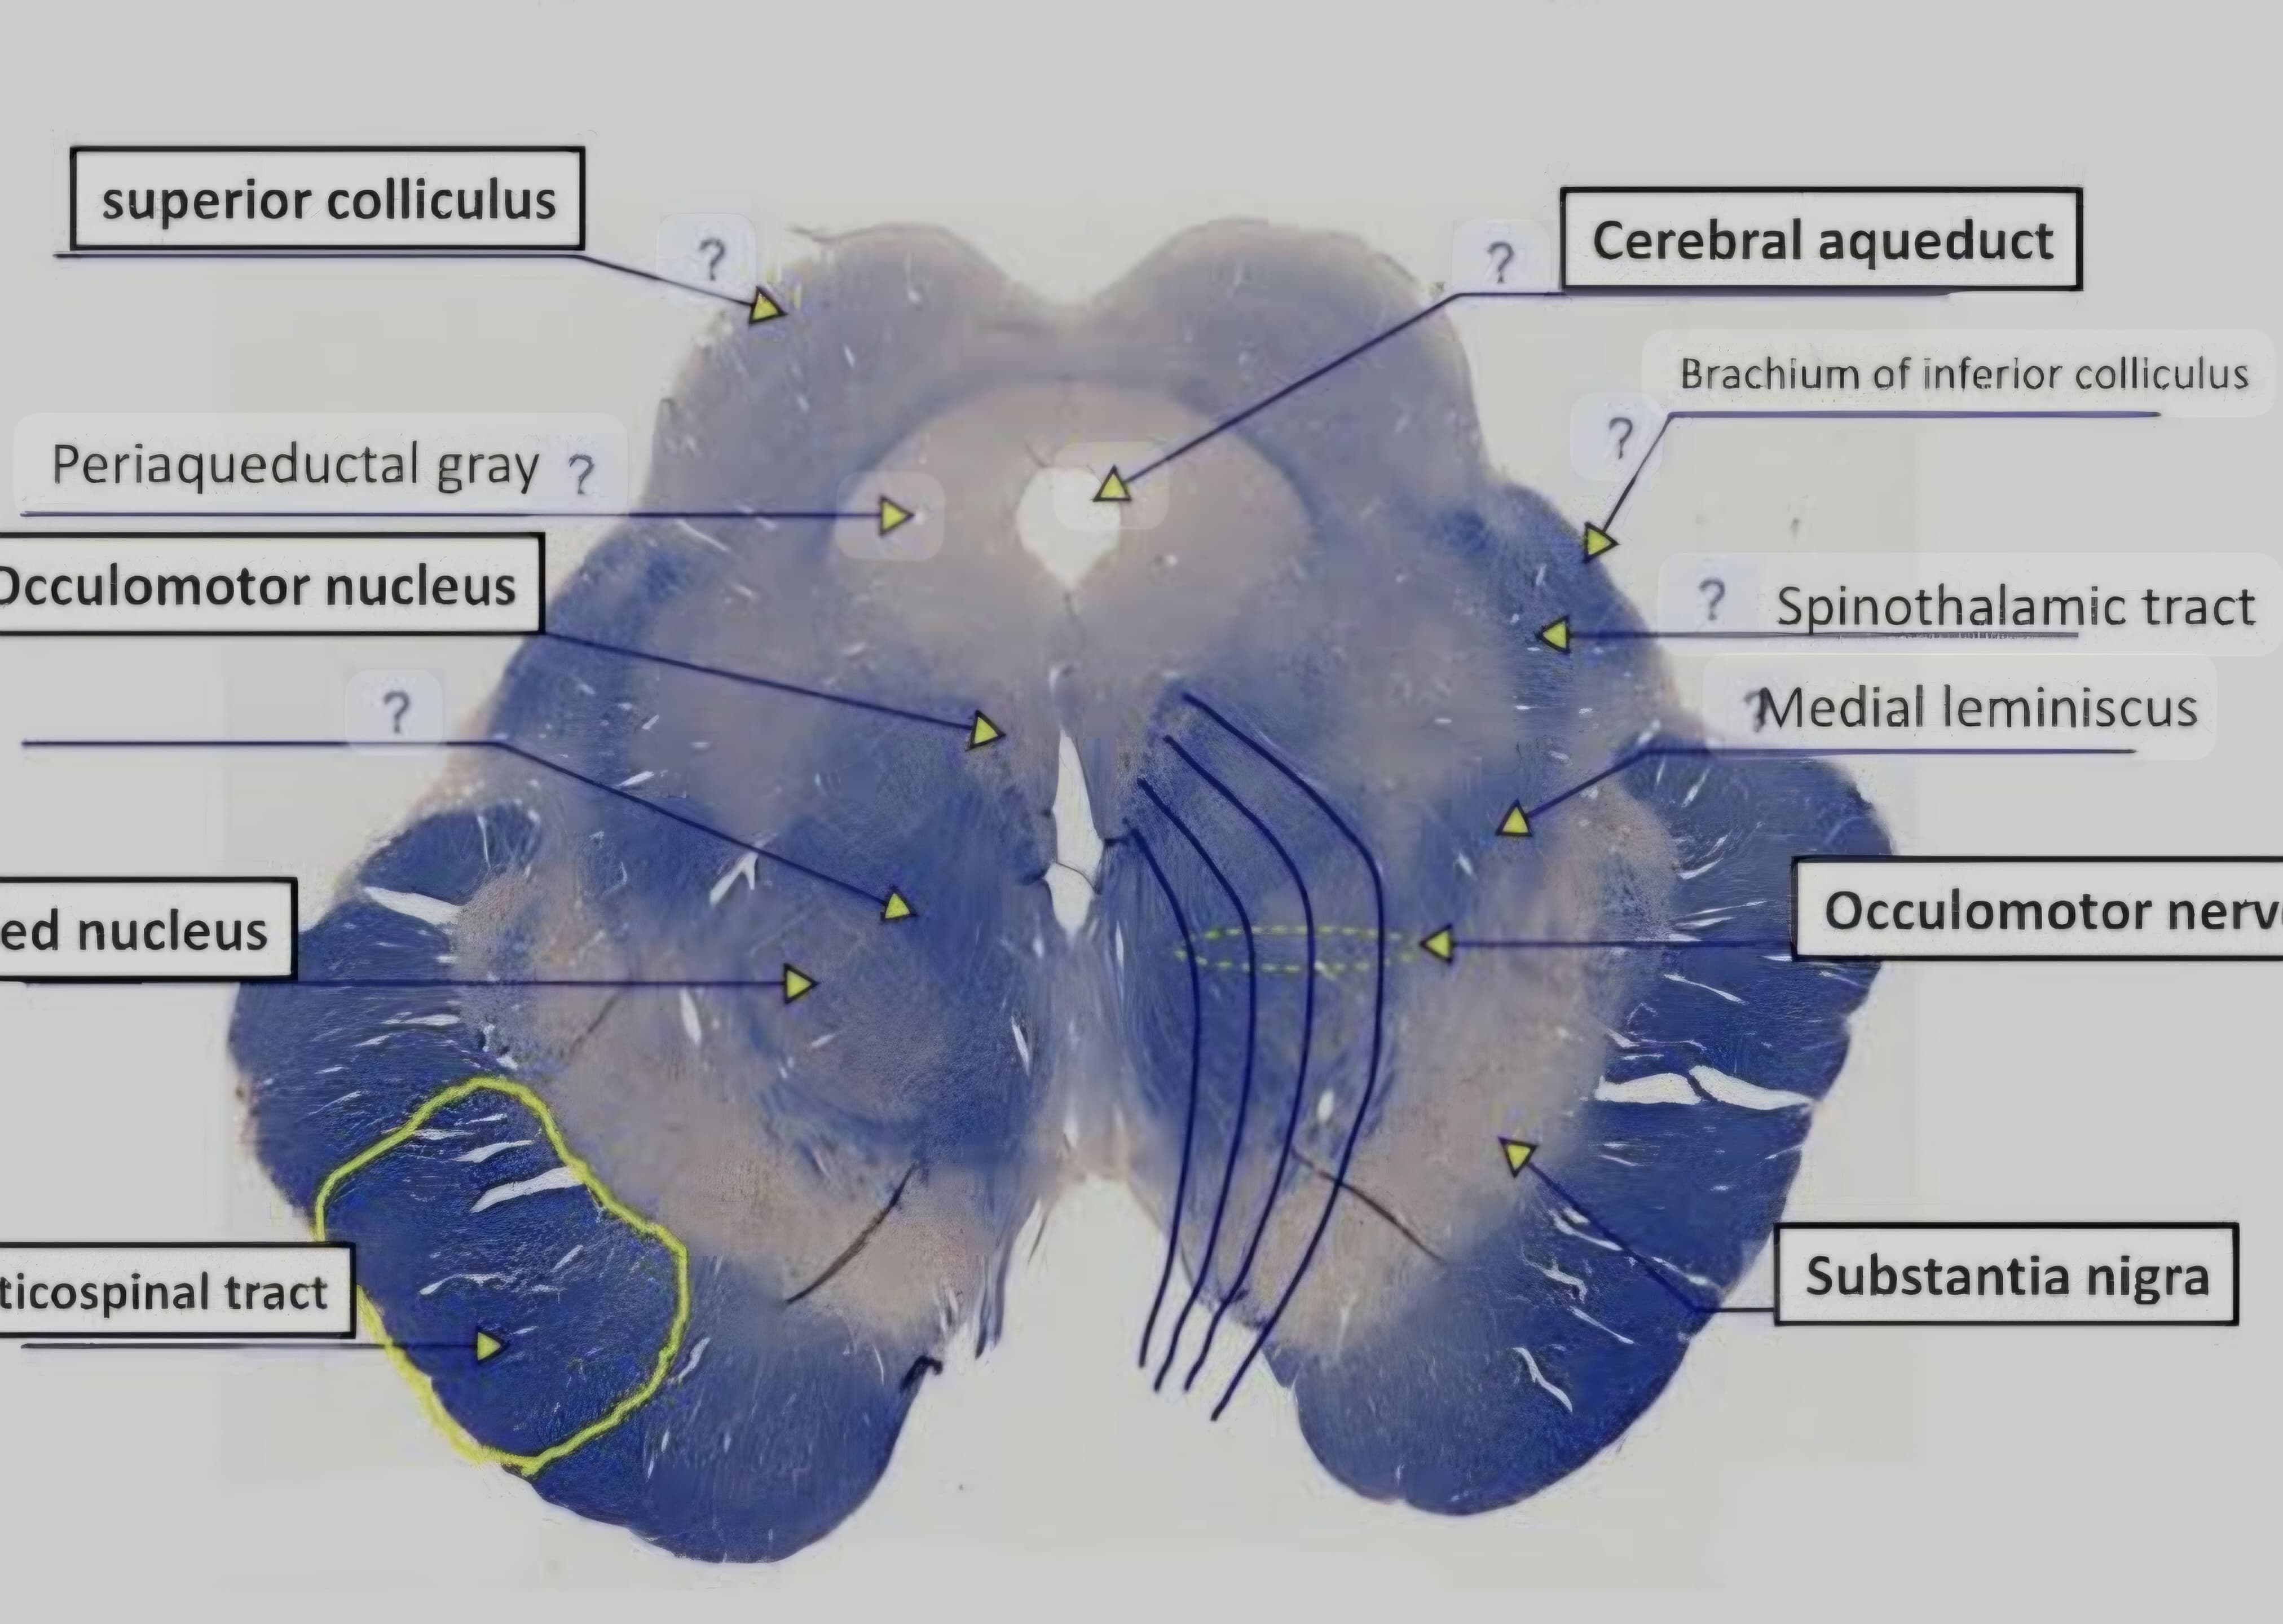 superior colliculus
?
?
Cerebral aqueduct
Brachium of inferior colliculus
?
Periaqueductal gray ?
Occulomotor nucleus
? Spinothalamic tract
?
?Medial leminiscus
ed nucleus
Occulomotor nerv
ticospinal tract
Substantia nigra